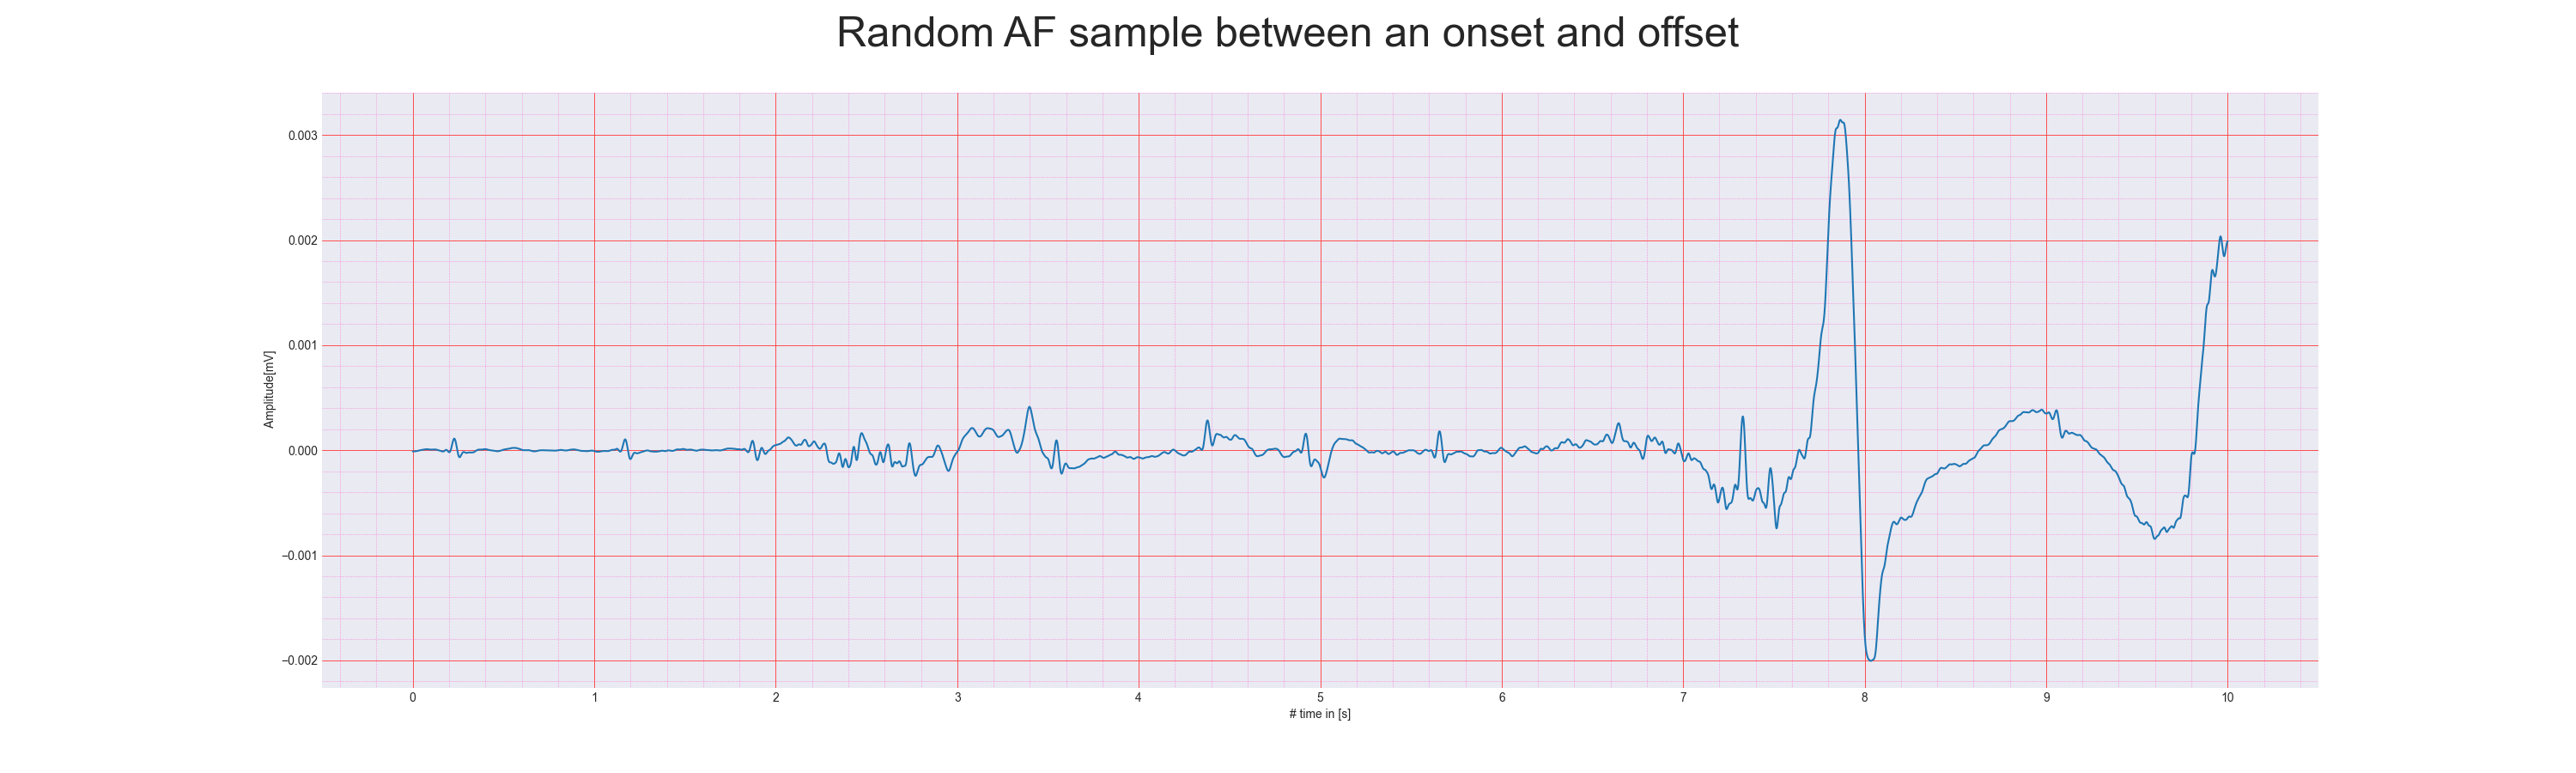 Random AF sample between an onset and offset
0.003
0.002
0.001
0.000
−0.001
−0.002
Amplitude[mV]
0 1 2 3 4 5 6 7 8 9 10
# time in [s]